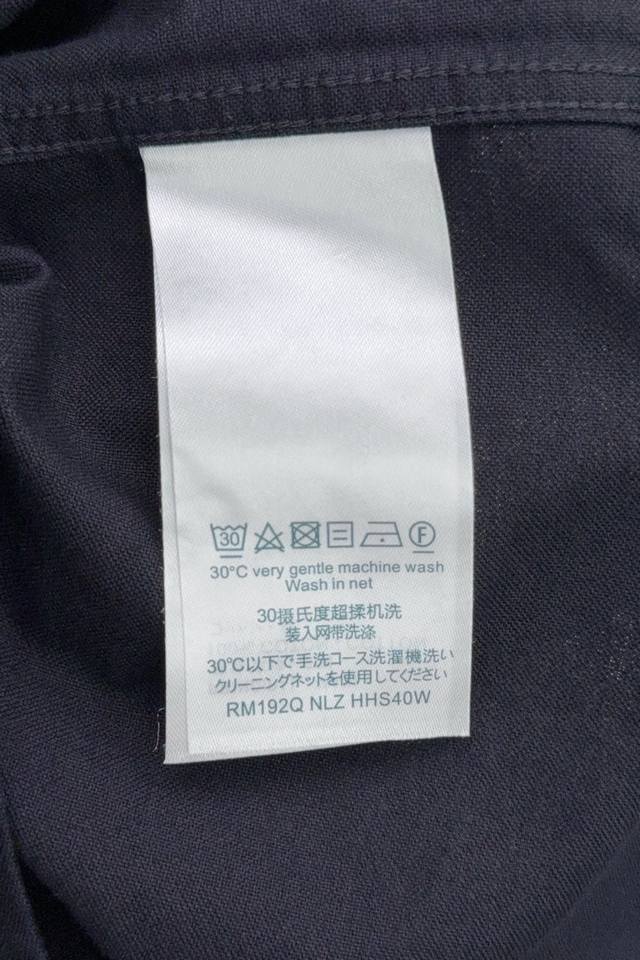 30
F
30°C very gentle machine wash
Wash in net
30摄氏度超揉机洗
装入网带洗涤
30℃以下で手洗コース洗濯機洗い
クリーニングネットを使用してください
RM192Q NLZ HHS40W